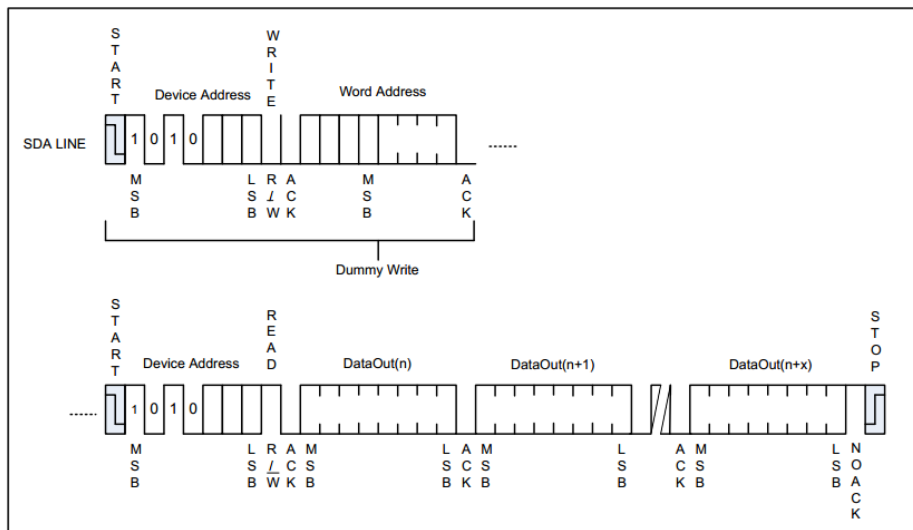 START
WRITE
Device Address
Word Address
SDA LINE
1 0 1 0
......
MSB
LSB
R/W
ACK
MSB
ACK
Dummy Write
START
READ
STOP
Device Address
DataOut(n)
DataOut(n+1)
DataOut(n+x)
......
1 0 1 0
MSB
LSB
R/W
ACK
MSB
LSB
ACK
MSB
LSB
ACK
MSB
LSB
NOACK